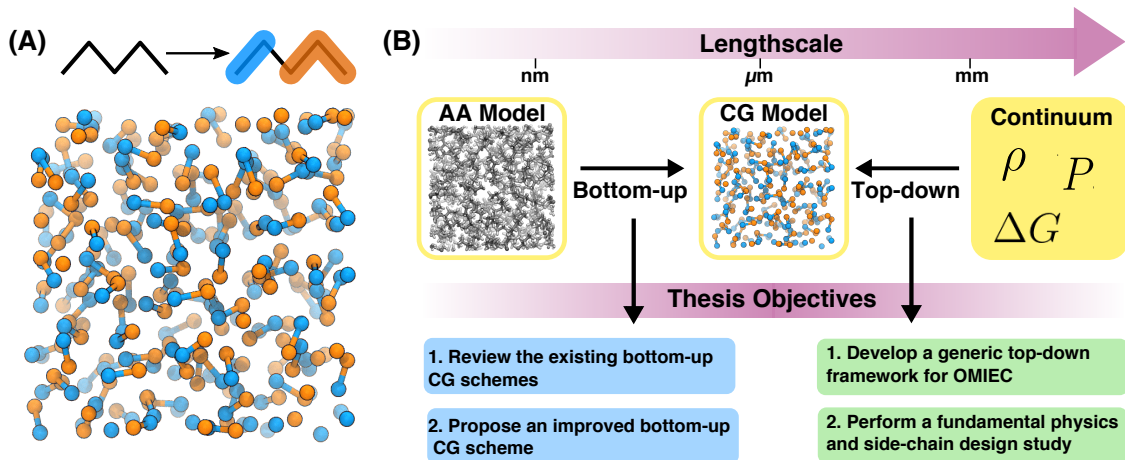 (A)
(B)
Lengthscale
nm
µm
mm
AA Model
CG Model
Continuum
Bottom-up
Top-down
ρ
P
ΔG
Thesis Objectives
1. Review the existing bottom-up
CG schemes
2. Propose an improved bottom-up
CG scheme
1. Develop a generic top-down
framework for OMIEC
2. Perform a fundamental physics
and side-chain design study